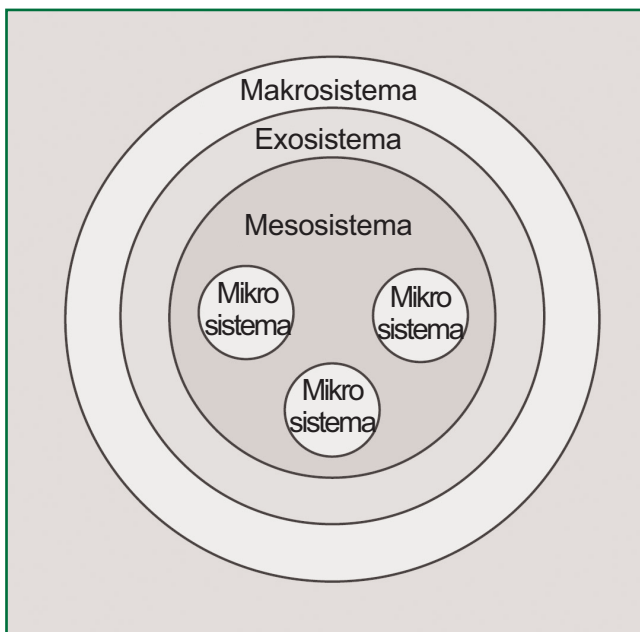 Makrosistema
Exosistema
Mesosistema
Mikro
sistema
Mikro
sistema
Mikro
sistema